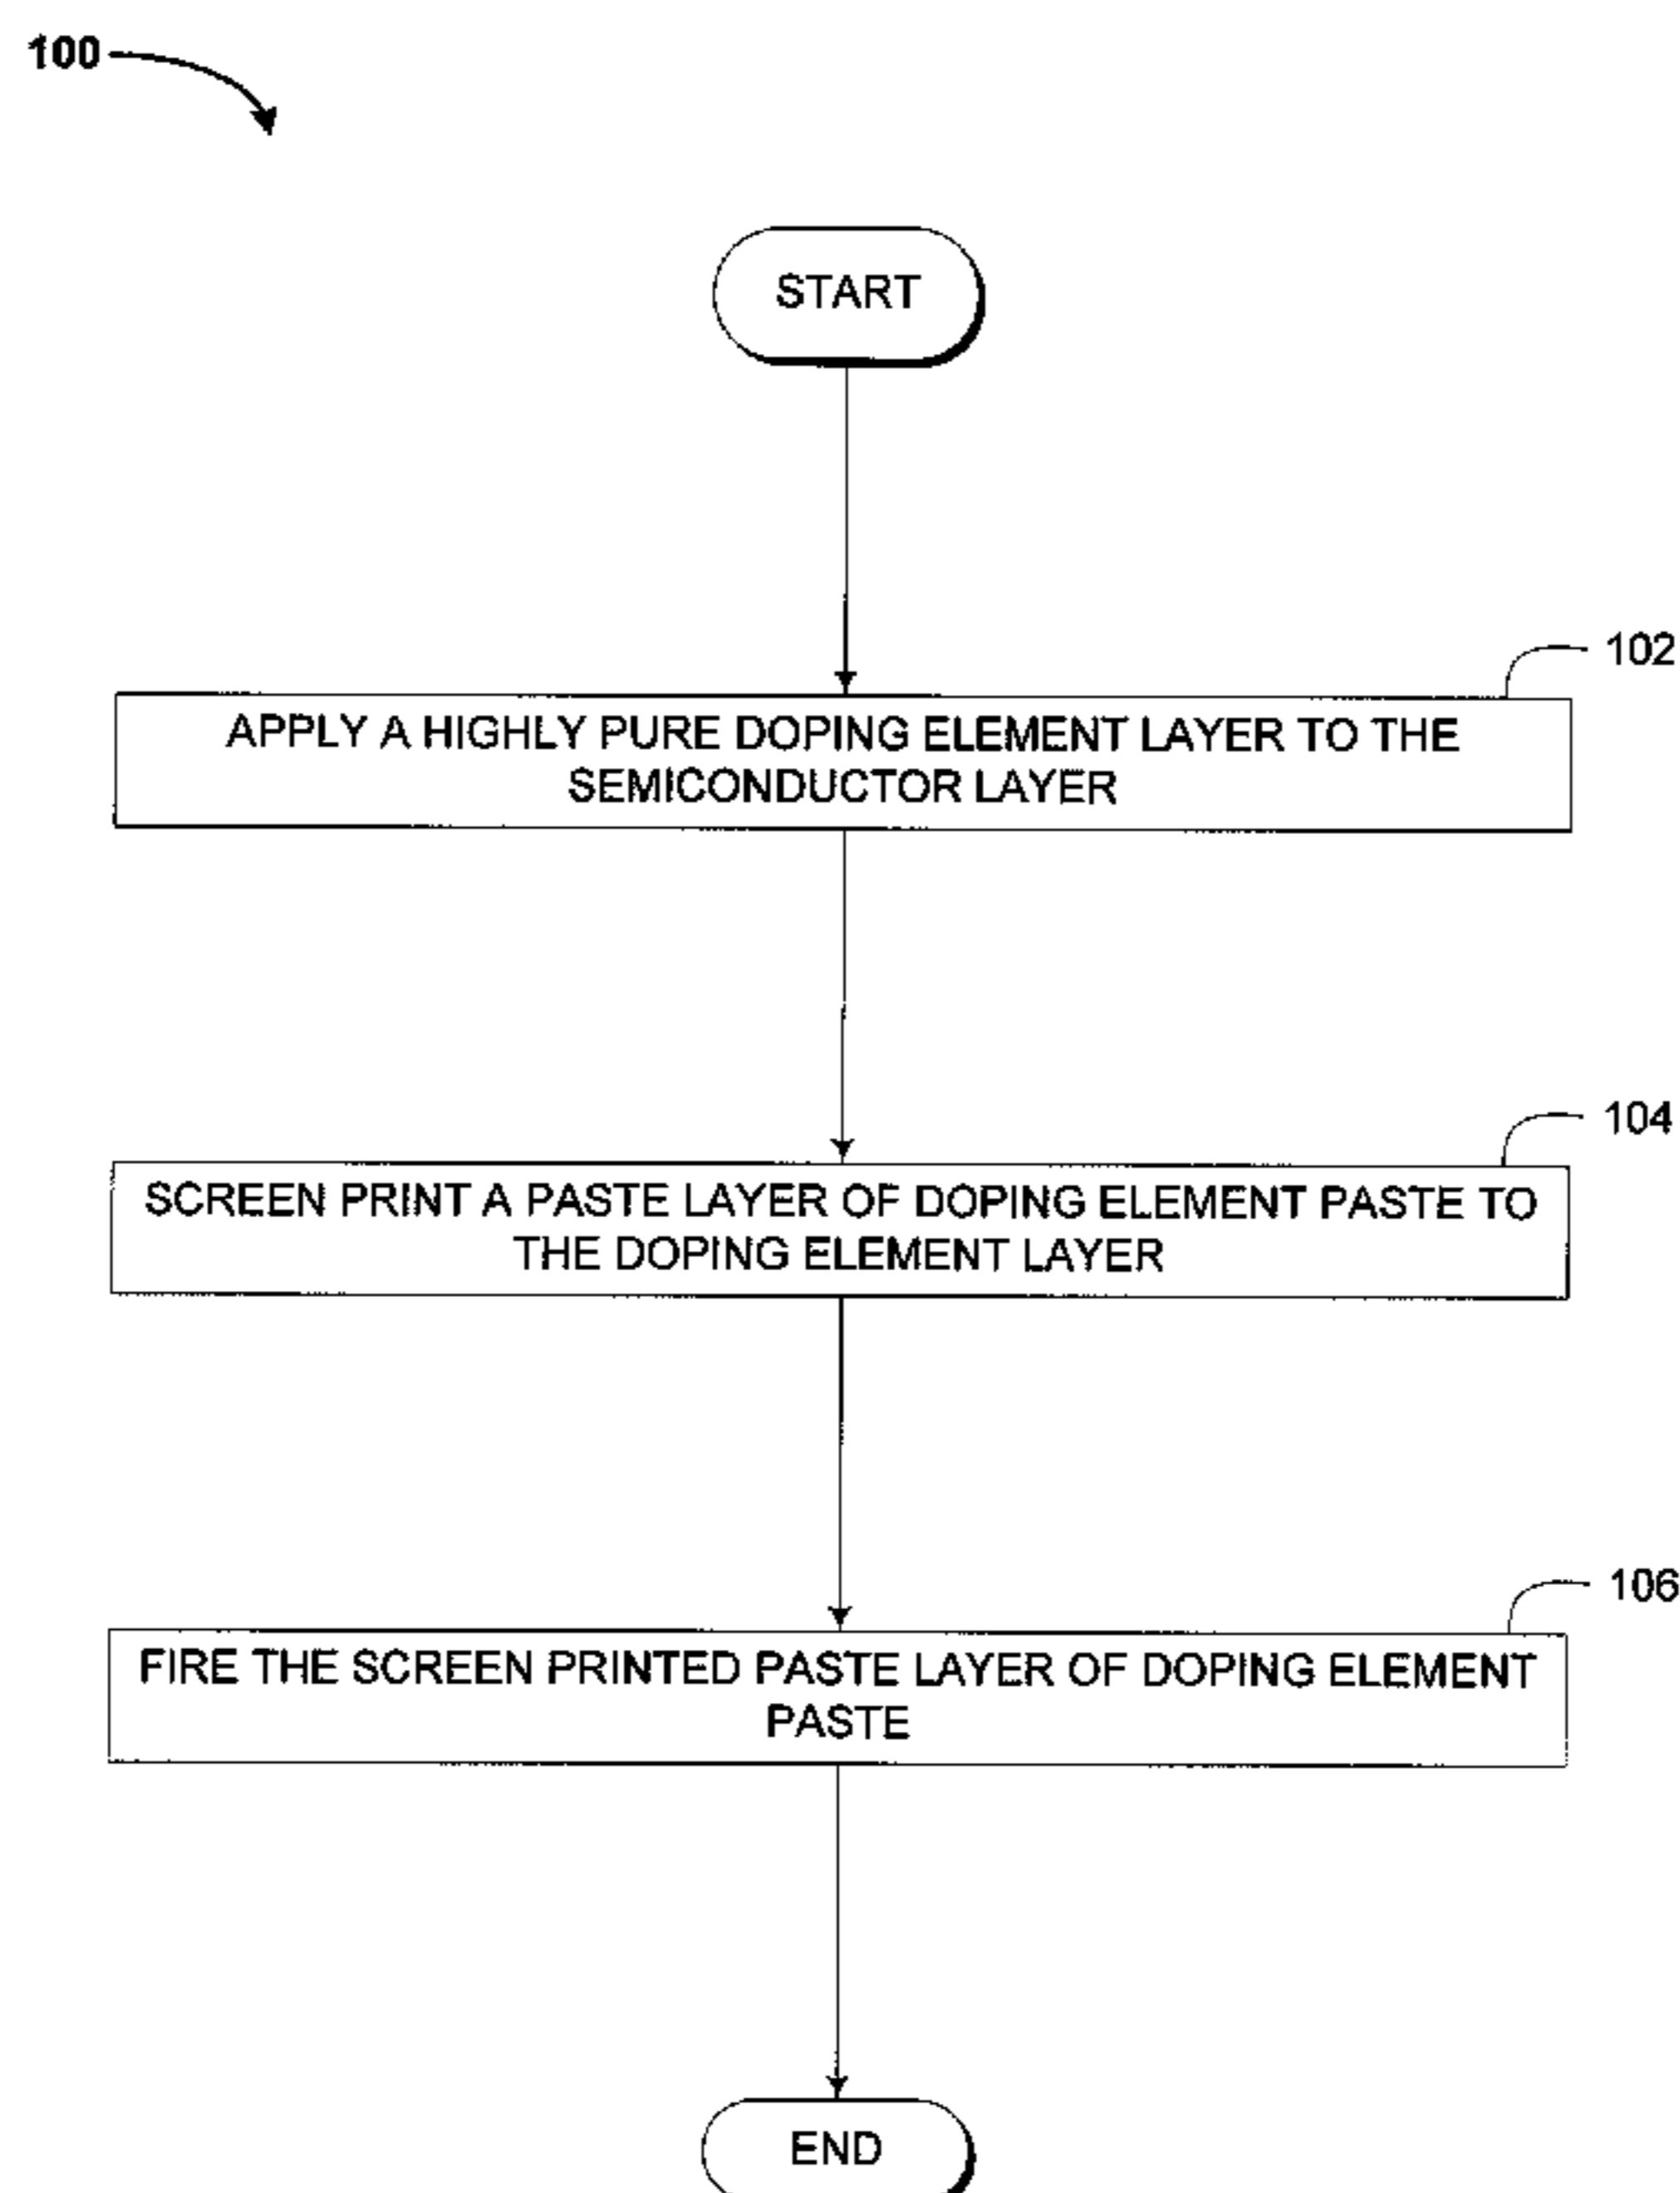 100
START
102
APPLY A HIGHLY PURE DOPING ELEMENT LAYER TO THE
SEMICONDUCTOR LAYER
104
SCREEN PRINT A PASTE LAYER OF DOPING ELEMENT PASTE TO
THE DOPING ELEMENT LAYER
106
FIRE THE SCREEN PRINTED PASTE LAYER OF DOPING ELEMENT
PASTE
END